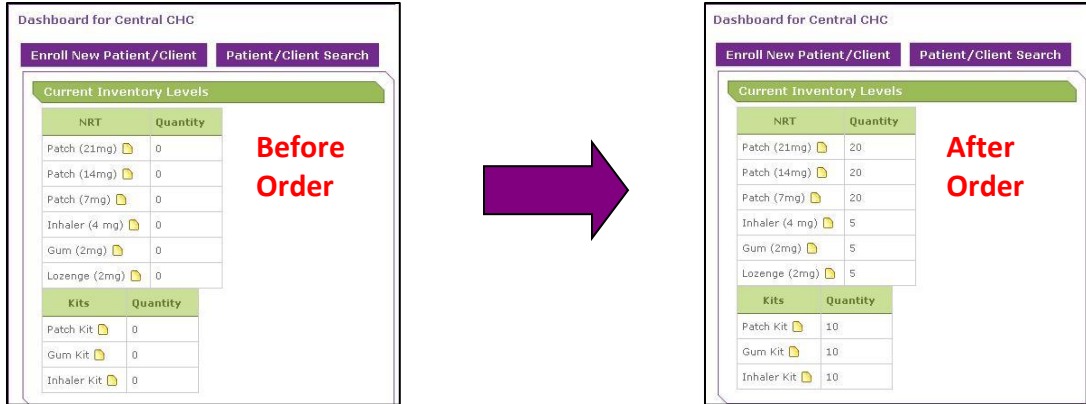 Dashboard for Central CHC
Enroll New Patient/Client Patient/Client Search
Current Inventory Levels
NRT Quantity
Patch (21mg) 0
Patch (14mg) 0
Patch (7mg) 0
Inhaler (4 mg) 0
Gum (2mg) 0
Lozenge (2mg) 0
Kits Quantity
Patch Kit 0
Gum Kit 0
Inhaler Kit 0
Before
Order
Dashboard for Central CHC
Enroll New Patient/Client Patient/Client Search
Current Inventory Levels
NRT Quantity
Patch (21mg) 20
Patch (14mg) 20
Patch (7mg) 20
Inhaler (4 mg) 5
Gum (2mg) 5
Lozenge (2mg) 5
Kits Quantity
Patch Kit 10
Gum Kit 10
Inhaler Kit 10
After
Order